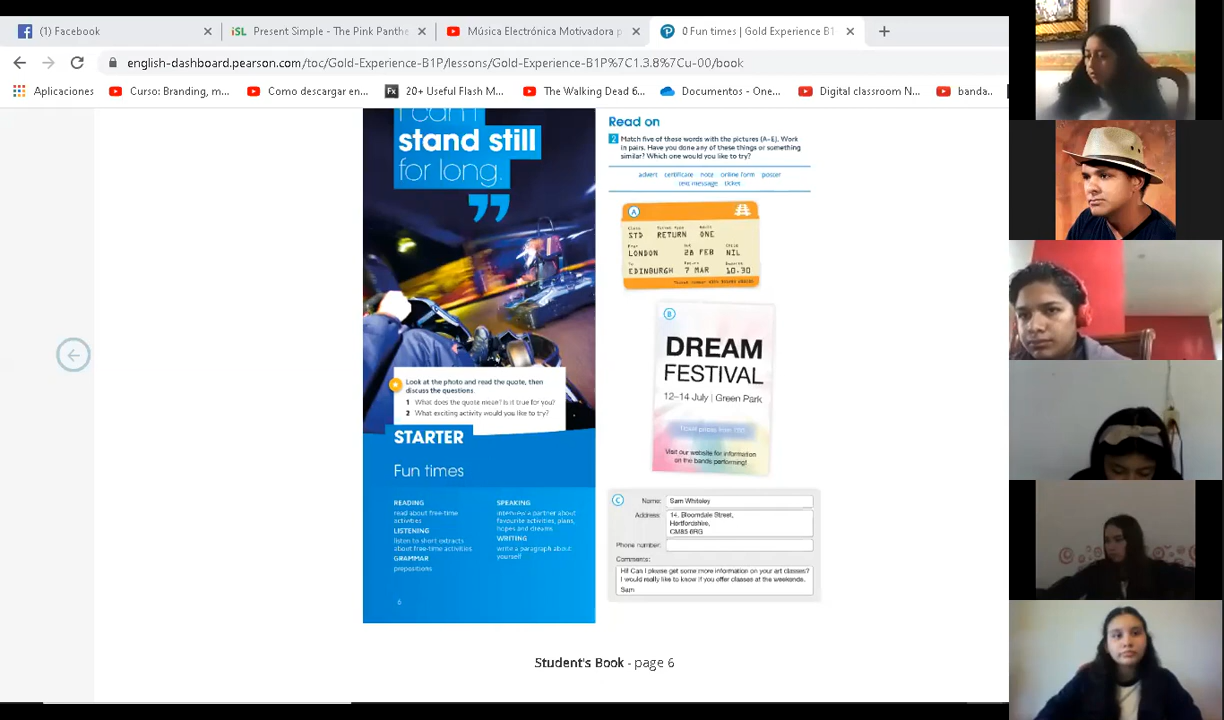 (1) Facebook
Present Simple - The Pink Panthe
Música Electrónica Motivadora p
0 Fun times | Gold Experience B1
english-dashboard.pearson.com/toc/Gold-Experience-B1P/lessons/Gold-Experience-B1P%7C1.3.8%7Cu-00/book
Aplicaciones
Curso: Branding, m...
Como descargar en...
20+ Useful Flash M...
The Walking Dead 6...
Documentos - One...
Digital classroom N...
banda..
I can't
stand still
for long.
Look at the photo and read the quote, then
discuss the questions.
1 What does the quote mean? Is it true for you?
2 What exciting activity would you like to try?
STARTER
Fun times
READING
read about free-time
activities
LISTENING
listen to short extracts
about free-time activities
GRAMMAR
prepositions
SPEAKING
interview a partner about
favourite activities, plans,
hopes and dreams
WRITING
write a paragraph about
yourself
6
Read on
2 Match five of these words with the pictures (A–E). Work
in pairs. Have you done any of these things or something
similar? Which one would you like to try?
advert certificate note online form poster
text message ticket
A
Class
STD RETURN ONE
From
LONDON 28 FEB NIL
To
EDINBURGH 7 MAR 10.30
B
DREAM
FESTIVAL
12–14 July | Green Park
Visit our website for information
on the bands performing!
C
Name: Sam Whiteley
Address: 14, Bloomdale Street,
Hertfordshire,
CM85 6RG
Phone number:
Comments:
Hi! Can I please get some more information on your art classes?
I would really like to know if you offer classes at the weekends.
Sam
Student's Book - page 6